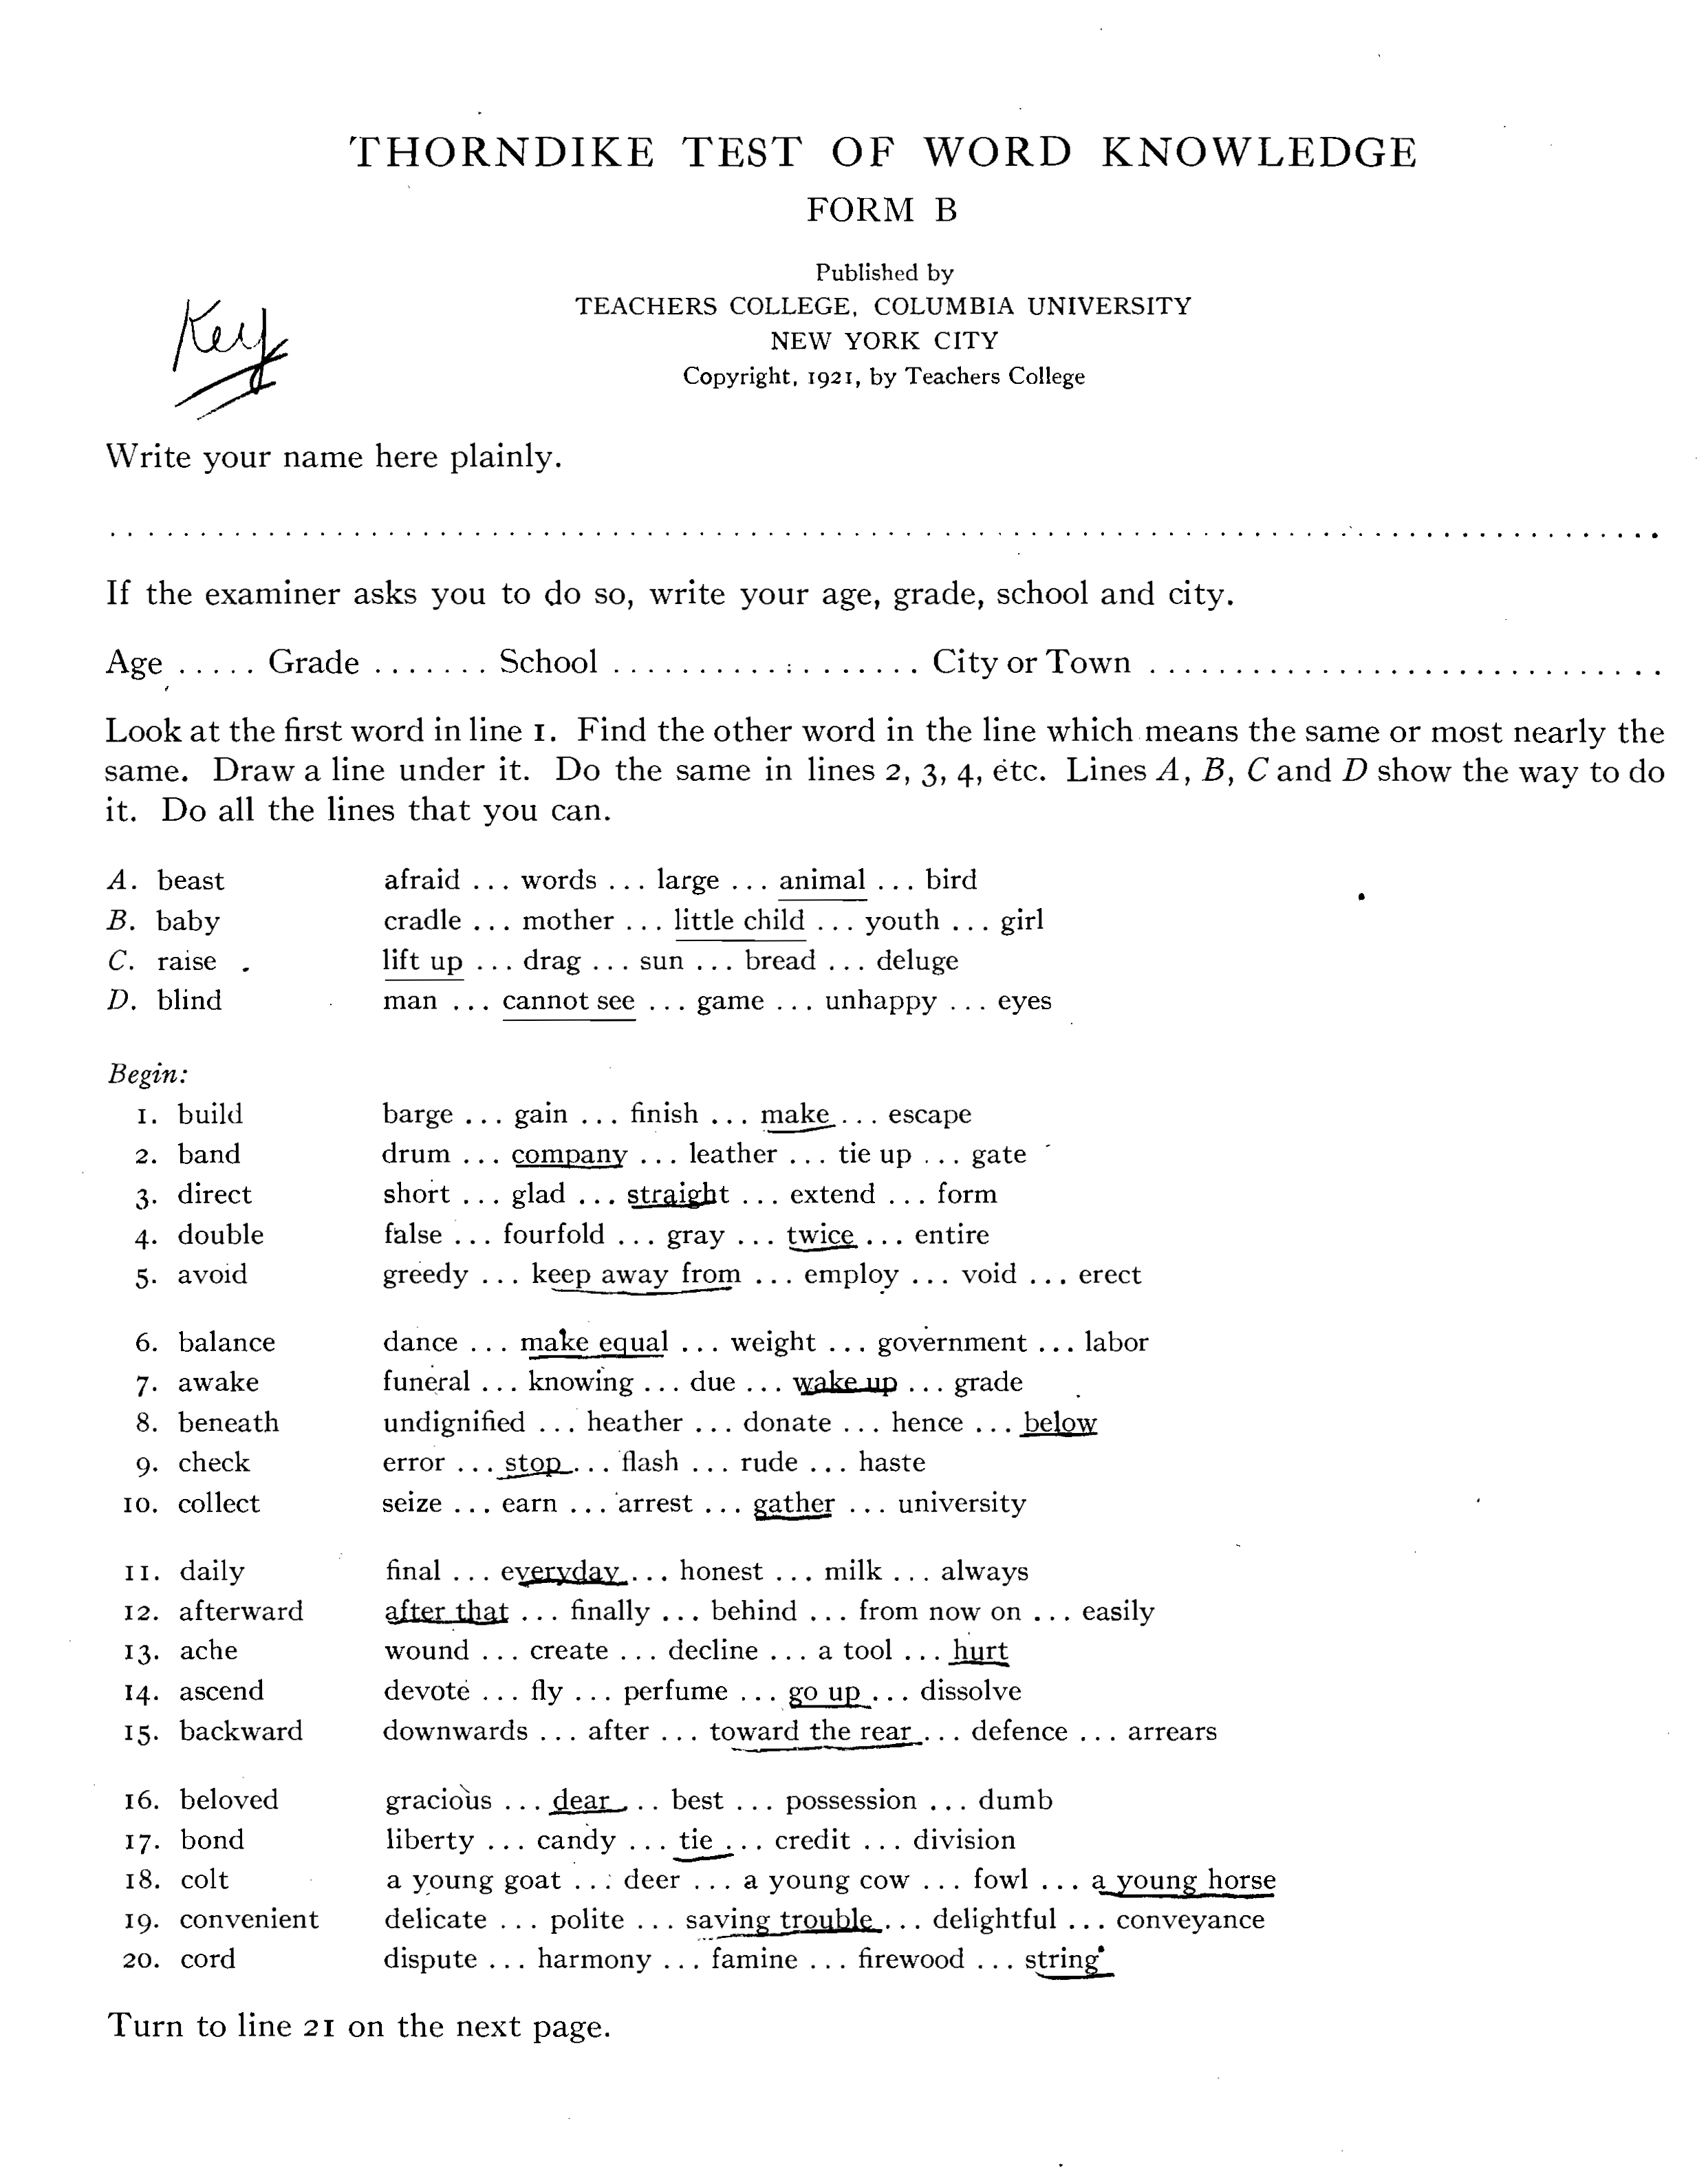 THORNDIKE TEST OF WORD KNOWLEDGE
FORM B
Published by
TEACHERS COLLEGE, COLUMBIA UNIVERSITY
NEW YORK CITY
Copyright, 1921, by Teachers College
Key
Write your name here plainly.
If the examiner asks you to do so, write your age, grade, school and city.
Age ..... Grade ....... School ................... City or Town ...............................
Look at the first word in line 1. Find the other word in the line which means the same or most nearly the
same. Draw a line under it. Do the same in lines 2, 3, 4, etc. Lines A, B, C and D show the way to do
it. Do all the lines that you can.
A. beast afraid ... words ... large ... animal ... bird
B. baby cradle ... mother ... little child ... youth ... girl
C. raise lift up ... drag ... sun ... bread ... deluge
D. blind man ... cannot see ... game ... unhappy ... eyes
Begin:
1. build barge ... gain ... finish ... make ... escape
2. band drum ... company ... leather ... tie up ... gate
3. direct short ... glad ... straight ... extend ... form
4. double false ... fourfold ... gray ... twice ... entire
5. avoid greedy ... keep away from ... employ ... void ... erect
6. balance dance ... make equal ... weight ... government ... labor
7. awake funeral ... knowing ... due ... wake up ... grade
8. beneath undignified ... heather ... donate ... hence ... below
9. check error ... stop ... flash ... rude ... haste
10. collect seize ... earn ... arrest ... gather ... university
11. daily final ... everyday ... honest ... milk ... always
12. afterward after that ... finally ... behind ... from now on ... easily
13. ache wound ... create ... decline ... a tool ... hurt
14. ascend devote ... fly ... perfume ... go up ... dissolve
15. backward downwards ... after ... toward the rear ... defence ... arrears
16. beloved gracious ... dear ... best ... possession ... dumb
17. bond liberty ... candy ... tie ... credit ... division
18. colt a young goat ... deer ... a young cow ... fowl ... a young horse
19. convenient delicate ... polite ... saving trouble ... delightful ... conveyance
20. cord dispute ... harmony ... famine ... firewood ... string
Turn to line 21 on the next page.